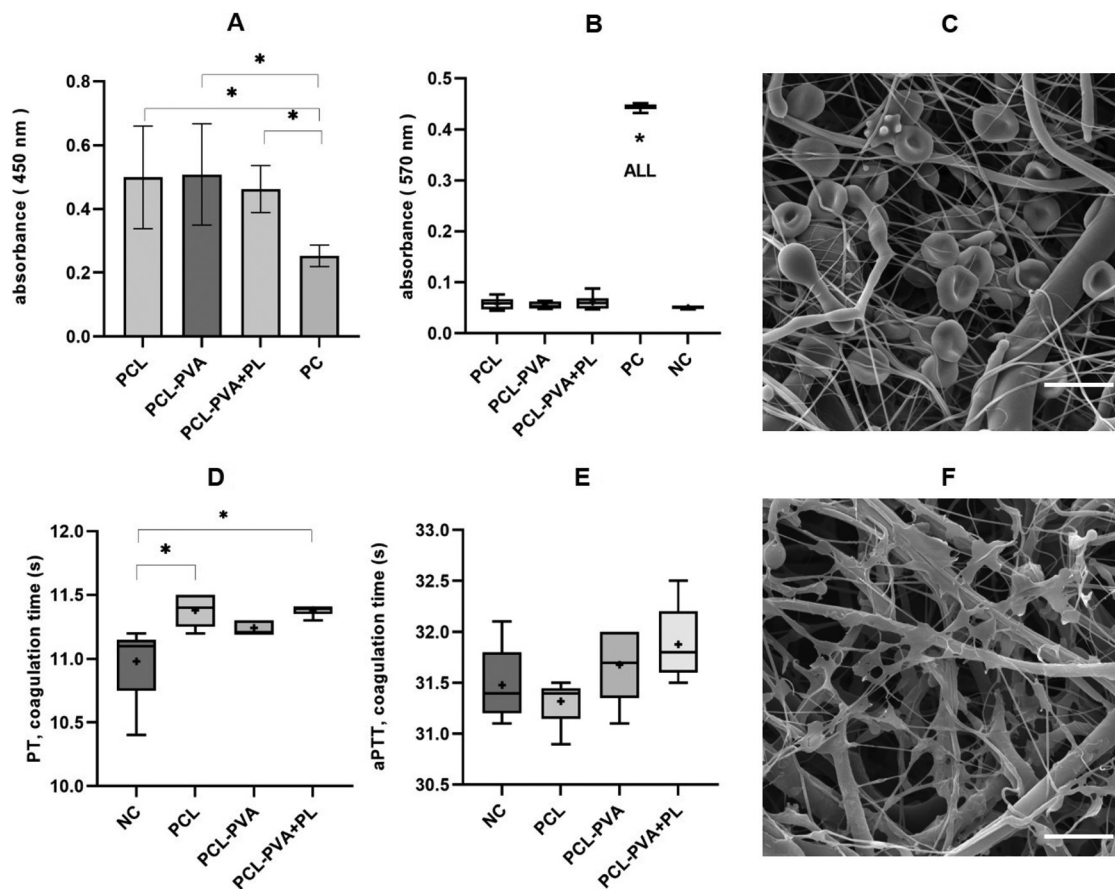 A
absorbance ( 450 nm )
0.8
0.6
0.4
0.2
0.0
*
*
*
PCL
PCL-PVA
PCL-PVA+PL
PC
B
absorbance ( 570 nm )
0.5
0.4
0.3
0.2
0.1
0.0
*
ALL
PCL
PCL-PVA
PCL-PVA+PL
PC
NC
C
D
PT, coagulation time (s)
12.0
11.5
11.0
10.5
10.0
*
*
NC
PCL
PCL-PVA
PCL-PVA+PL
E
aPTT, coagulation time (s)
33.0
32.5
32.0
31.5
31.0
30.5
NC
PCL
PCL-PVA
PCL-PVA+PL
F